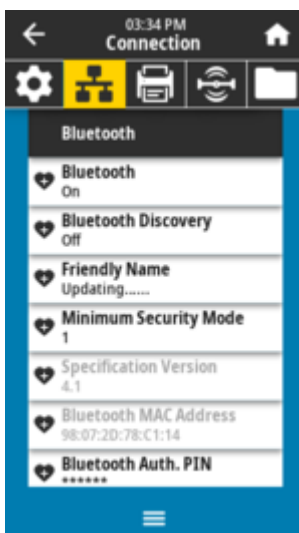 03:34 PM
Connection
Bluetooth
Bluetooth
On
Bluetooth Discovery
Off
Friendly Name
Updating......
Minimum Security Mode
1
Specification Version
4.1
Bluetooth MAC Address
98:07:2D:78:C1:14
Bluetooth Auth. PIN
******